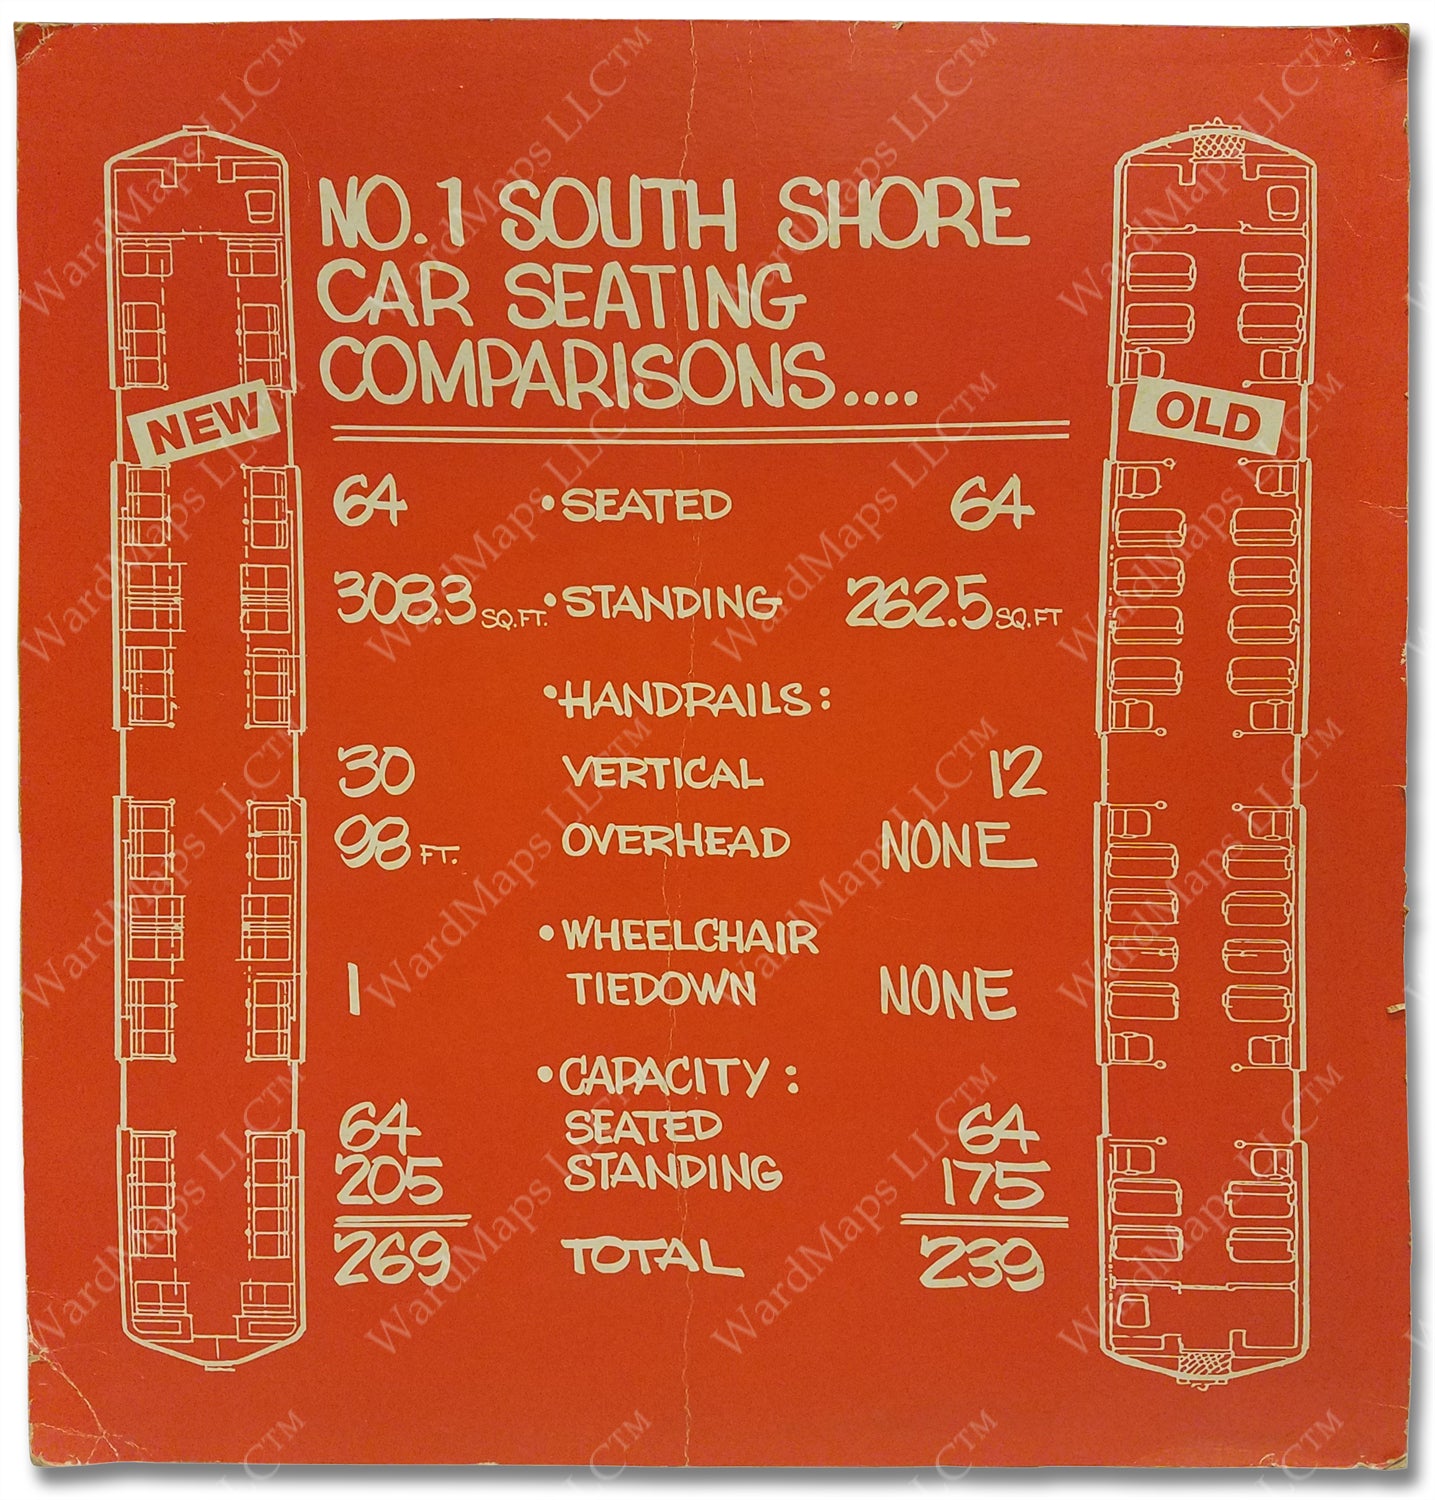 NO. 1 SOUTH SHORE
CAR SEATING
COMPARISONS....
NEW
OLD
64 • SEATED 64
308.3 SQ. FT. • STANDING 262.5 SQ. FT
• HANDRAILS:
30 VERTICAL 12
98 FT. OVERHEAD NONE
• WHEELCHAIR
1 TIEDOWN NONE
• CAPACITY:
64 SEATED 64
205 STANDING 175
269 TOTAL 239
WardMaps LLC™